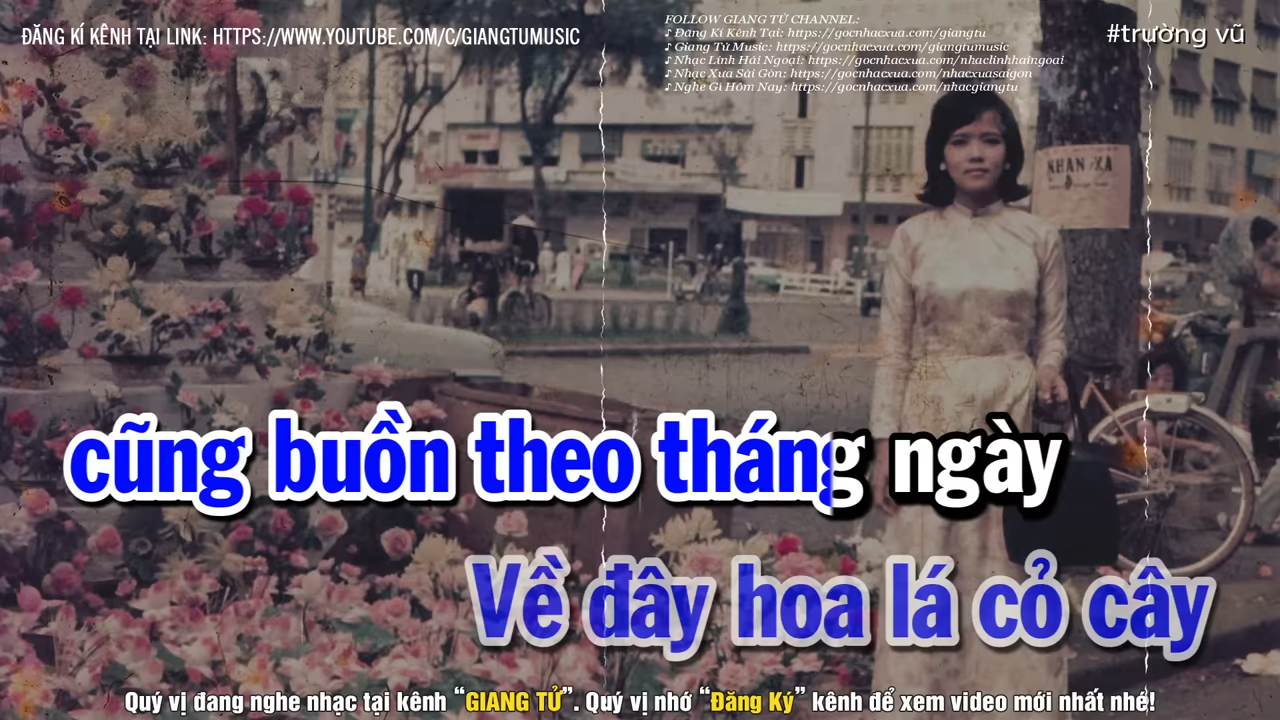 ĐĂNG KÍ KÊNH TẠI LINK: HTTPS://WWW.YOUTUBE.COM/C/GIANGTUMUSIC
FOLLOW GIANG TỬ CHANNEL:
♪ Đăng Kí Kênh Tại: https://gocnhacxua.com/giangtu
♪ Giang Tử Music: https://gocnhacxua.com/giangtumusic
♪ Nhạc Lính Hải Ngoại: https://gocnhacxua.com/nhaclinhhaingoai
♪ Nhạc Xưa Sài Gòn: https://gocnhacxua.com/nhacxuasaigon
♪ Nghe Gì Hôm Nay: https://gocnhacxua.com/nhacgiangtu
#trường vũ
cũng buồn theo tháng ngày
Về đây hoa lá cỏ cây
Quý vị đang nghe nhạc tại kênh “GIANG TỬ”. Quý vị nhớ “Đăng Ký” kênh để xem video mới nhất nhé!